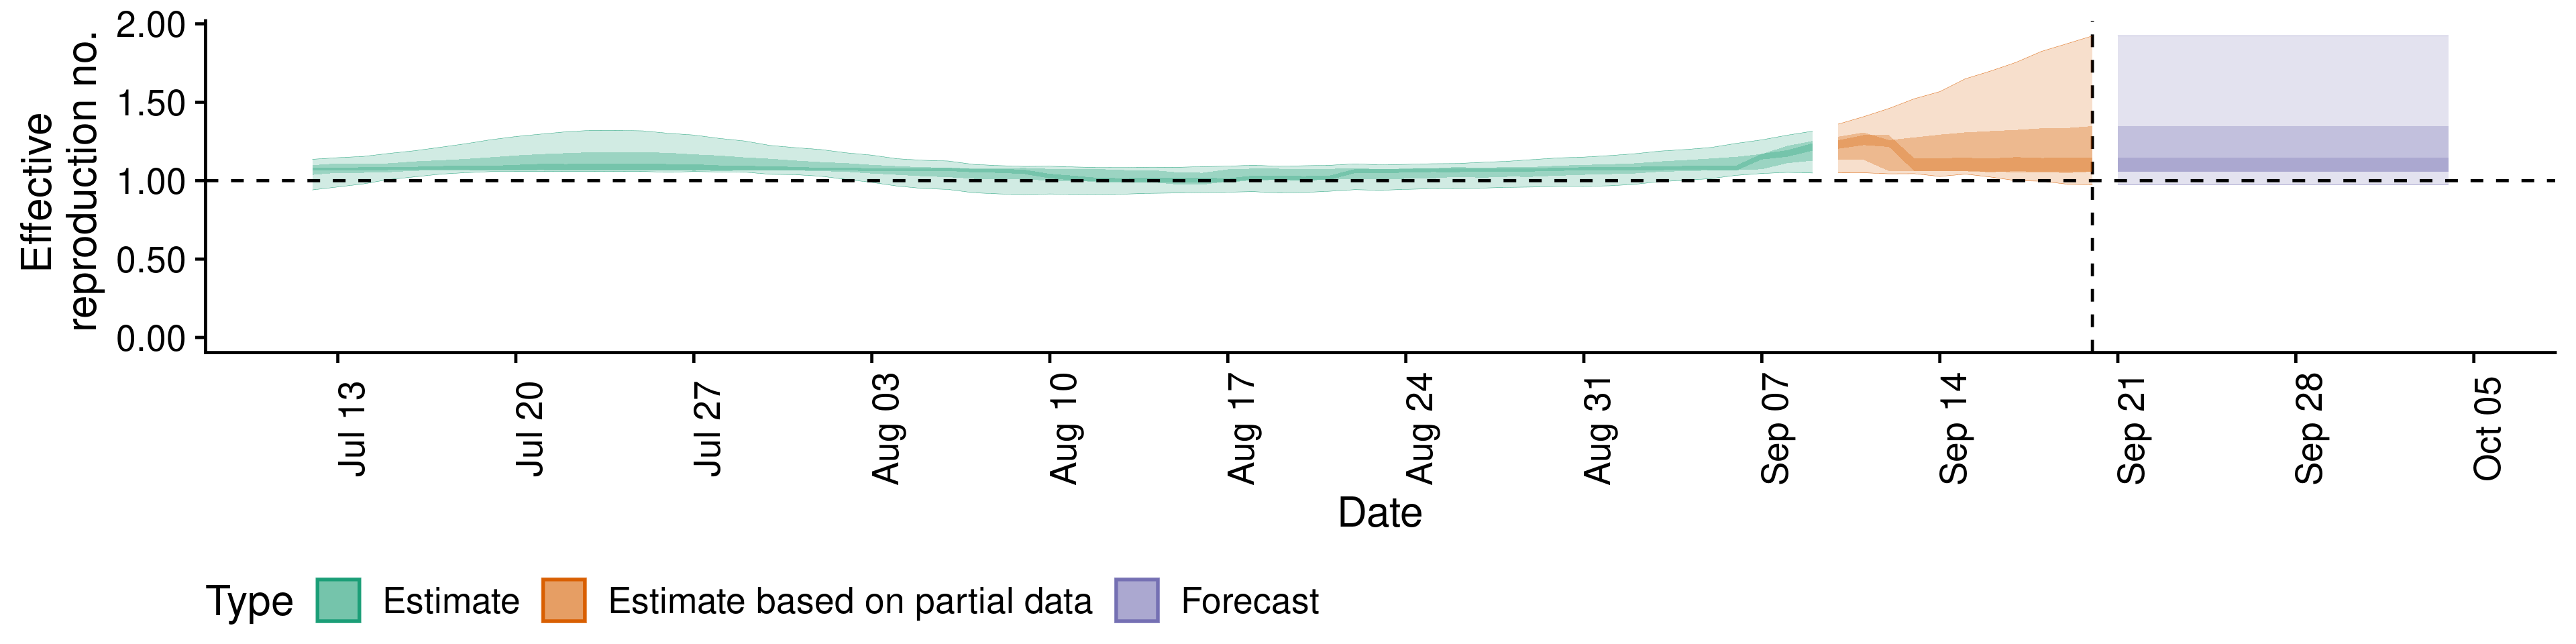 Effective
reproduction no.
2.00
1.50
1.00
0.50
0.00
Jul 13
Jul 20
Jul 27
Aug 03
Aug 10
Aug 17
Aug 24
Aug 31
Sep 07
Sep 14
Sep 21
Sep 28
Oct 05
Date
Type Estimate Estimate based on partial data Forecast